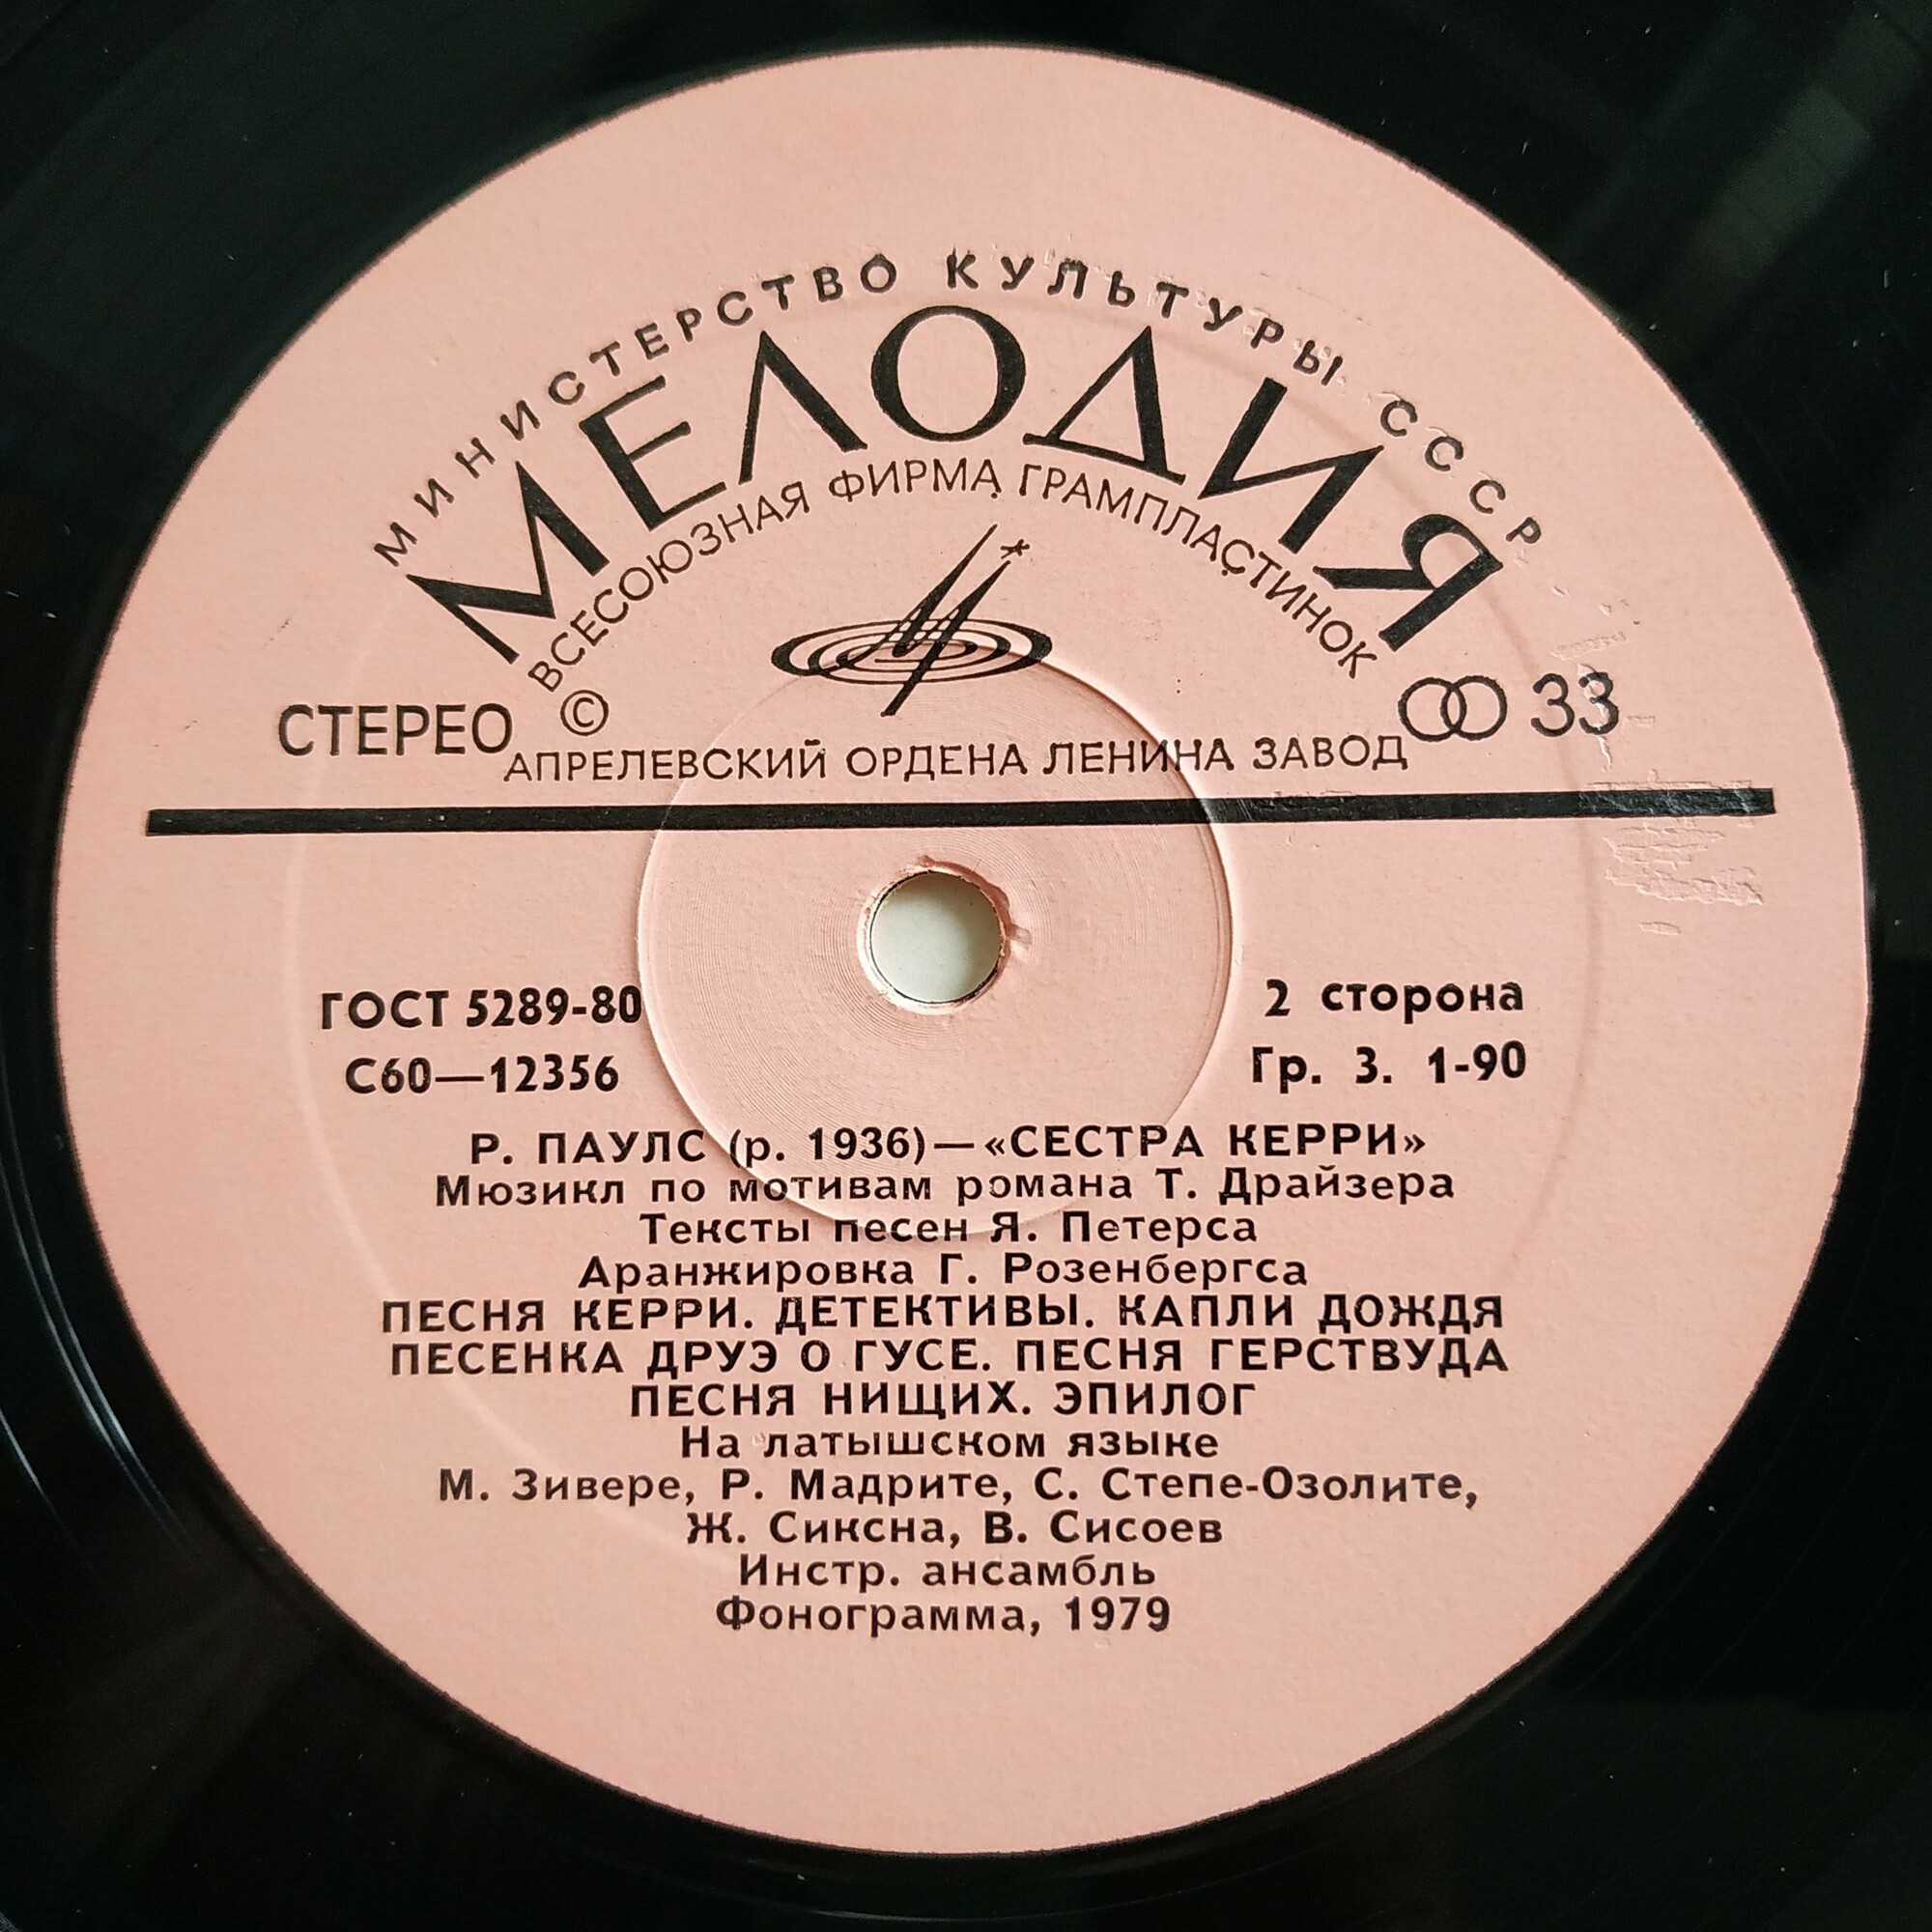 МИНИСТЕРСТВО КУЛЬТУРЫ СССР
МЕЛОДИЯ
ВСЕСОЮЗНАЯ ФИРМА ГРАМПЛАСТИНОК
СТЕРЕО © 33
АПРЕЛЕВСКИЙ ОРДЕНА ЛЕНИНА ЗАВОД
ГОСТ 5289-80 2 сторона
С60—12356 Гр. 3. 1-90
Р. ПАУЛС (р. 1936)—«СЕСТРА КЕРРИ»
Мюзикл по мотивам романа Т. Драйзера
Тексты песен Я. Петерса
Аранжировка Г. Розенбергса
ПЕСНЯ КЕРРИ. ДЕТЕКТИВЫ. КАПЛИ ДОЖДЯ
ПЕСЕНКА ДРУЭ О ГУСЕ. ПЕСНЯ ГЕРСТВУДА
ПЕСНЯ НИЩИХ. ЭПИЛОГ
На латышском языке
М. Зивере, Р. Мадрите, С. Степе-Озолите,
Ж. Сиксна, В. Сисоев
Инстр. ансамбль
Фонограмма, 1979